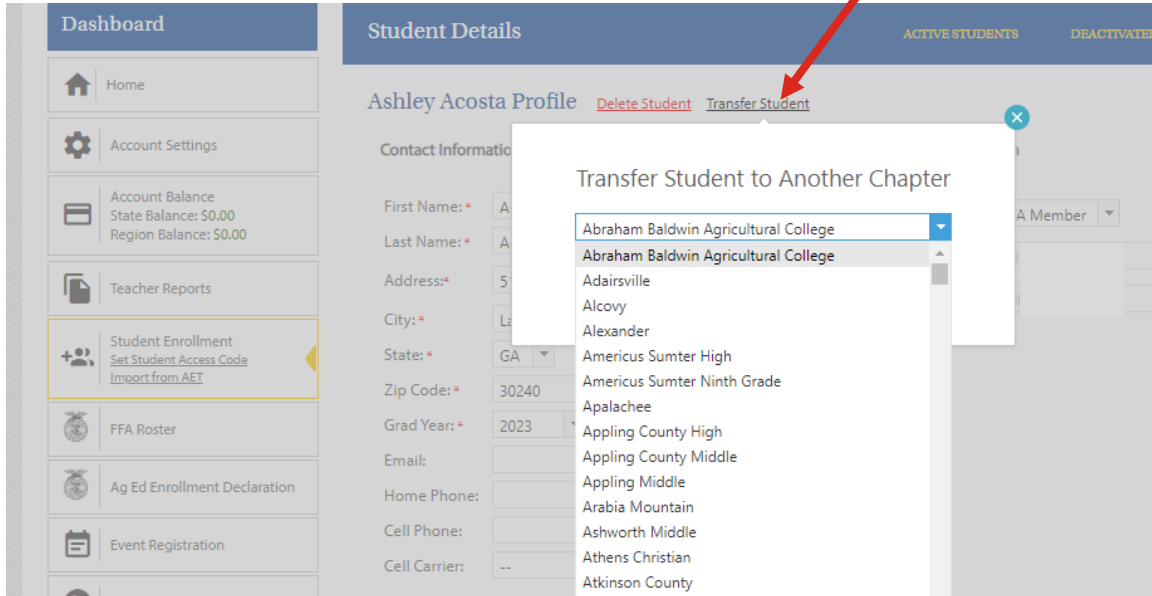 Dashboard
Home
Account Settings
Account Balance
State Balance: $0.00
Region Balance: $0.00
Teacher Reports
Student Enrollment
Set Student Access Code
Import from AET
FFA Roster
Ag Ed Enrollment Declaration
Event Registration
Student Details
ACTIVE STUDENTS
Ashley Acosta Profile Delete Student Transfer Student
Contact
First Name: *
Last Name: *
Address:*
City: *
State: * GA
Zip Code: * 30240
Grad Year: * 2023
Email:
Home Phone:
Cell Phone:
Cell Carrier: --
Transfer Student to Another Chapter
Abraham Baldwin Agricultural College
Abraham Baldwin Agricultural College
Adairsville
Alcovy
Alexander
Americus Sumter High
Americus Sumter Ninth Grade
Apalachee
Appling County High
Appling County Middle
Appling Middle
Arabia Mountain
Ashworth Middle
Athens Christian
Atkinson County
A Member